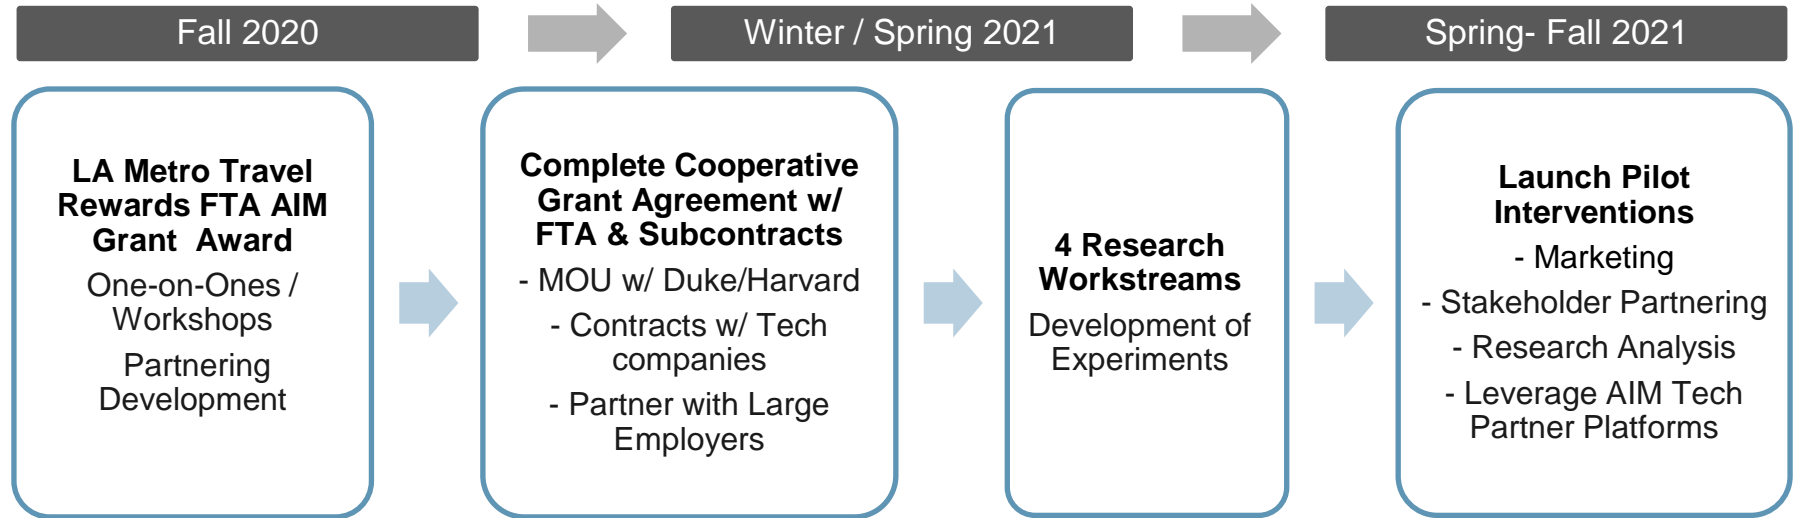 Fall 2020
Winter / Spring 2021
Spring- Fall 2021
LA Metro Travel
Rewards FTA AIM
Grant  Award
One-on-Ones /
Workshops
Partnering
Development
Complete Cooperative
Grant Agreement w/
FTA & Subcontracts
- MOU w/ Duke/Harvard
- Contracts w/ Tech
companies
- Partner with Large
Employers
4 Research
Workstreams
Development of
Experiments
Launch Pilot
Interventions
- Marketing
- Stakeholder Partnering
- Research Analysis
- Leverage AIM Tech
Partner Platforms